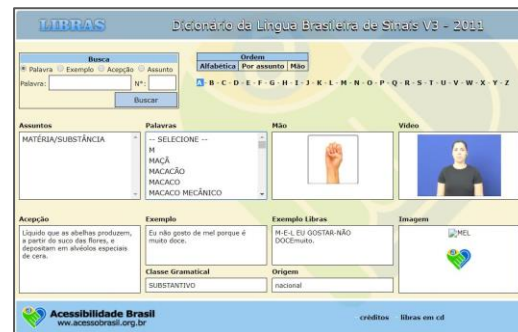 LIBRAS
Dicionário da Língua Brasileira de Sinais V3 - 2011
Busca
Palavra Exemplo Acepção Assunto
Palavra: N°:
Buscar
Ordem
Alfabética Por assunto Mão
A - B - C - D - E - F - G - H - I - J - K - L - M - N - O - P - Q - R - S - T - U - V - W - X - Y - Z
Assuntos
MATÉRIA/SUBSTÂNCIA
Palavras
-- SELECIONE --
M
MAÇÃ
MACACÃO
MACACO
MACACO MECÂNICO
Mão
Vídeo
Acepção
Líquido que as abelhas produzem,
a partir do suco das flores, e
depositam em alvéolos especiais
de cera.
Exemplo
Eu não gosto de mel porque é
muito doce.
Classe Gramatical
SUBSTANTIVO
Exemplo Libras
M-E-L EU GOSTAR-NÃO
DOCEmuito.
Origem
nacional
Imagem
MEL
Acessibilidade Brasil
www.acessobrasil.org.br
créditos libras em cd